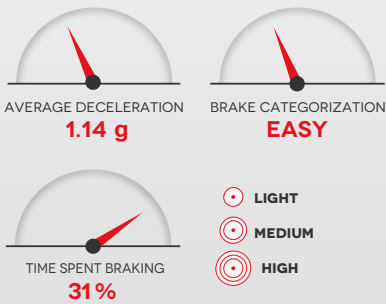 AVERAGE DECELERATION
1.14 g
BRAKE CATEGORIZATION
EASY
TIME SPENT BRAKING
31%
LIGHT
MEDIUM
HIGH